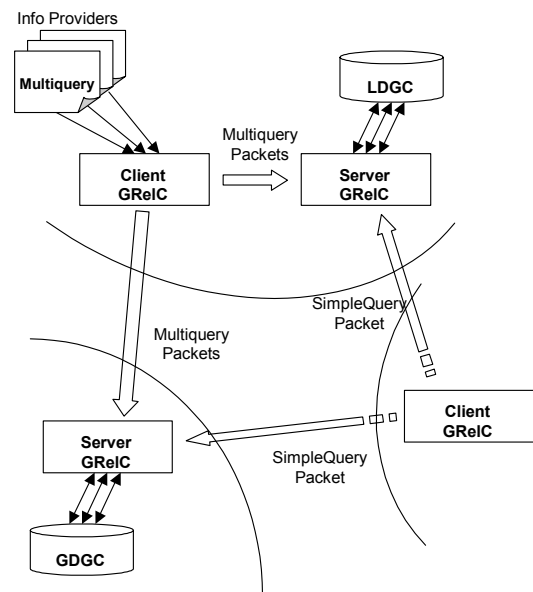 Info Providers
Multiquery
LDGC
Multiquery
Packets
Client
GRelC
Server
GRelC
SimpleQuery
Packet
Multiquery
Packets
Client
GRelC
Server
GRelC
SimpleQuery
Packet
GDGC